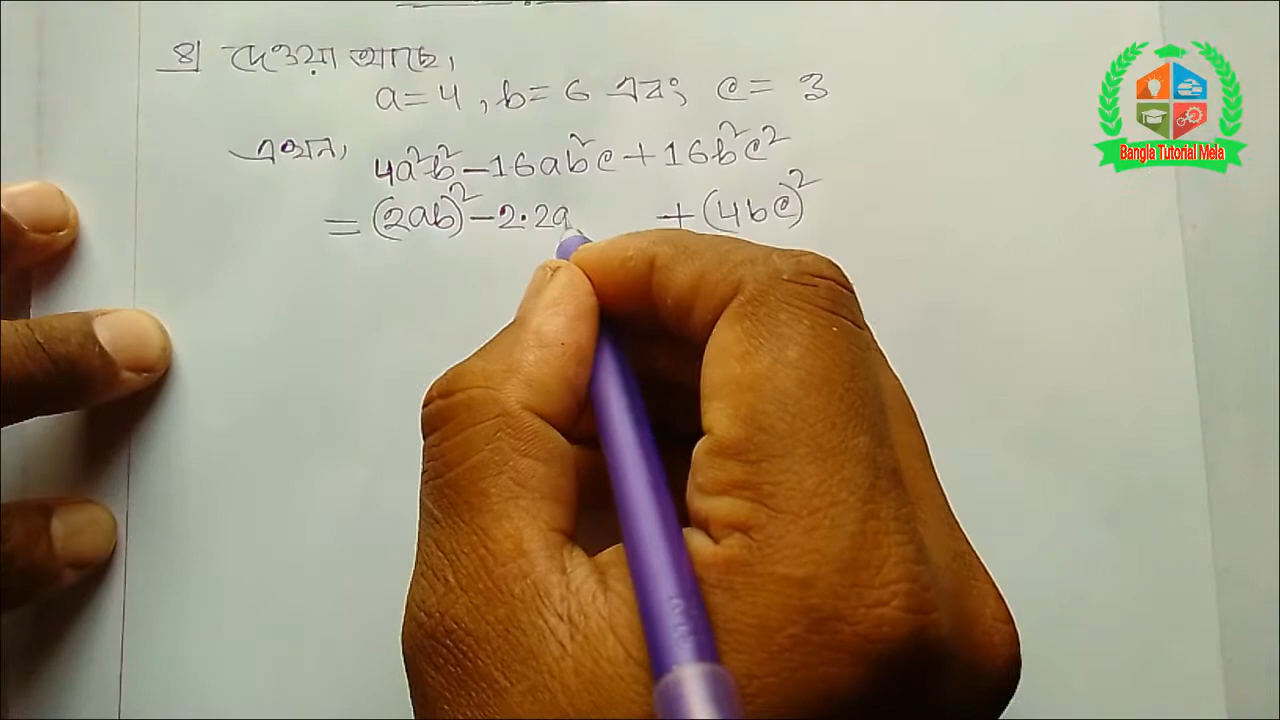 ৪৷ দেওয়া আছে,
a=4, b=6 এবং c=3
এখন, 4a²b²-16ab²c+16b²c²
=(2ab)²-2·2a +(4bc)²
Bangla Tutorial Mela